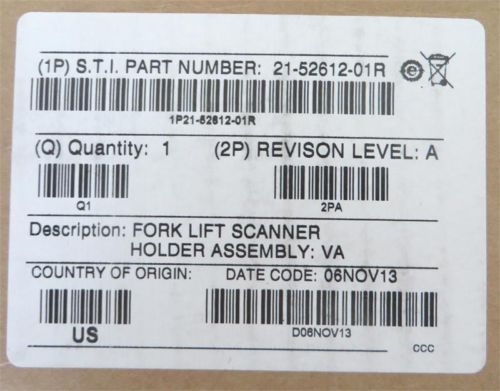 (1P) S.T.I. PART NUMBER: 21-52612-01R
1P21-52612-01R
(Q) Quantity: 1 (2P) REVISON LEVEL: A
Q1 2PA
Description: FORK LIFT SCANNER
HOLDER ASSEMBLY: VA
COUNTRY OF ORIGIN: DATE CODE: 06NOV13
US D06NOV13
CCC